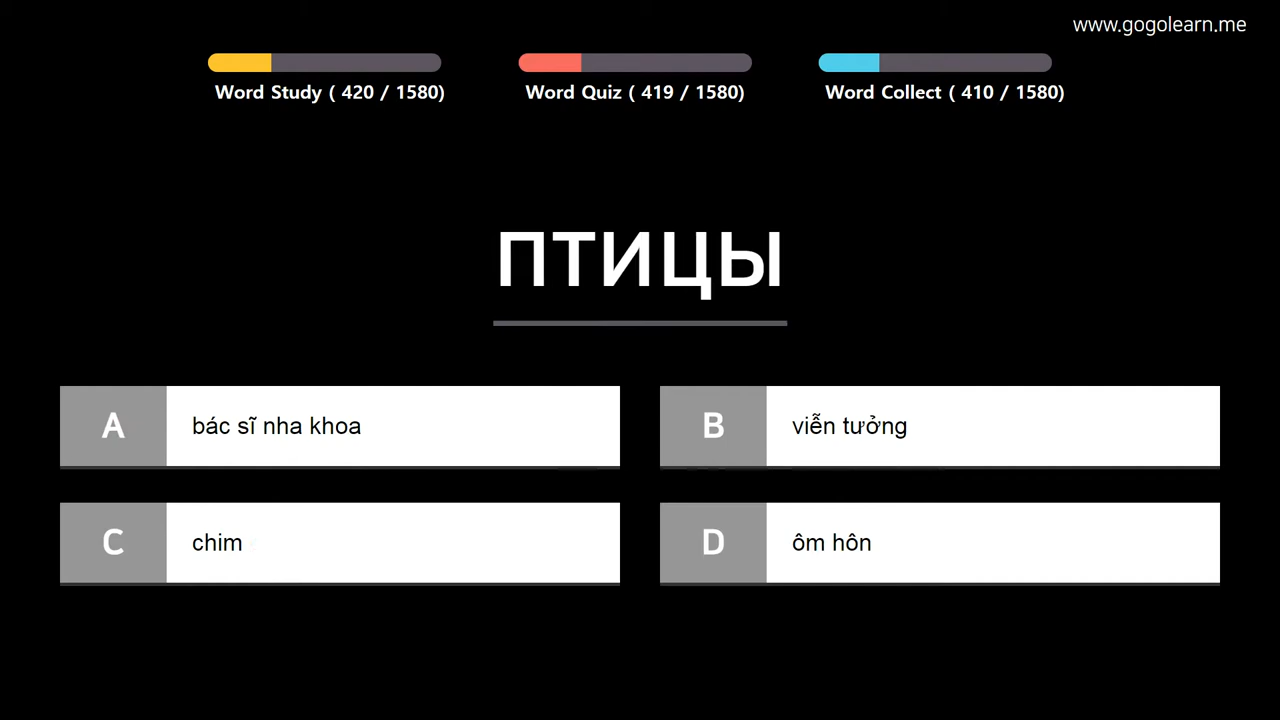 www.gogolearn.me
Word Study ( 420 / 1580)
Word Quiz ( 419 / 1580)
Word Collect ( 410 / 1580)
птицы
A bác sĩ nha khoa
B viễn tưởng
C chim
D ôm hôn